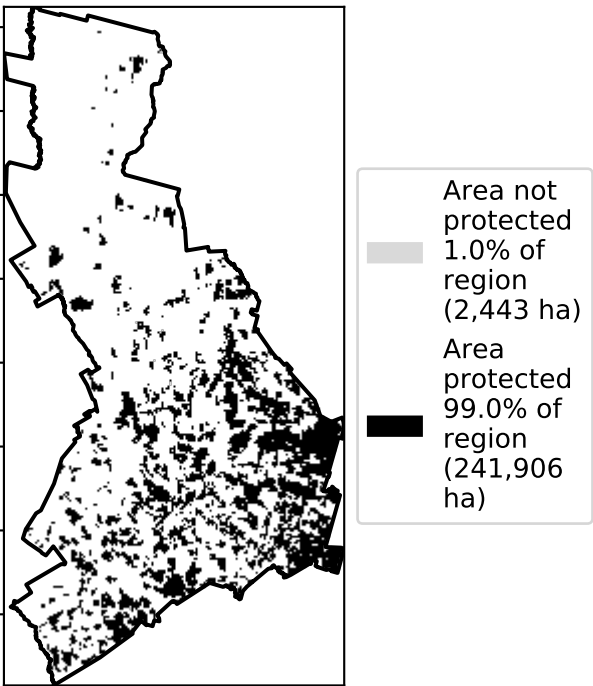 Area not
protected
1.0% of
region
(2,443 ha)
Area
protected
99.0% of
region
(241,906
ha)